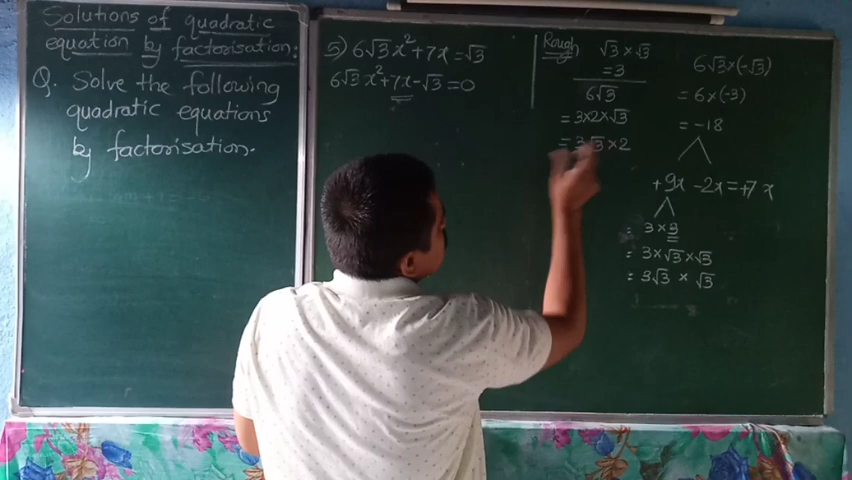 Solutions of quadratic
equation by factorisation:
Q. Solve the following
quadratic equations
by factorisation.
5) 6√3x²+7x=√3
6√3x²+7x-√3=0
Rough
√3×√3
=3
6√3
=3×2×√3
=3√3×2
6√3×(-√3)
=6×(-3)
=-18
+9x -2x=+7x
= 3×3
= 3×√3×√3
= 3√3 × √3